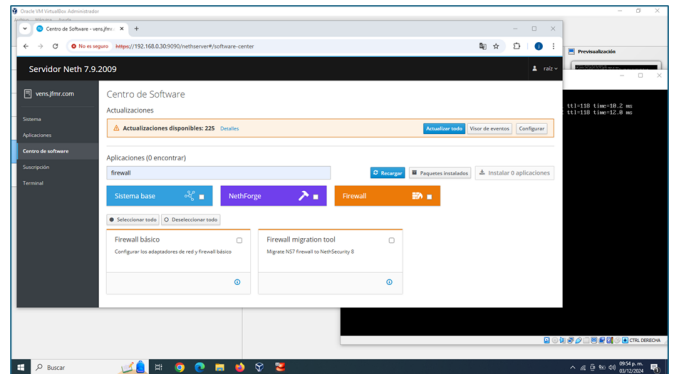 Oracle VM VirtualBox Administrador
Centro de Software - vens.jfmr.c
No es seguro https://192.168.0.30:9090/nethserver#/software-center
Previsualización
Servidor Neth 7.9.2009
raíz
vens.jfmr.com
Sistema
Aplicaciones
Centro de software
Suscripción
Terminal
Centro de Software
Actualizaciones
Actualizaciones disponibles: 225 Detalles
Actualizar todo Visor de eventos Configurar
Aplicaciones (0 encontrar)
firewall
Recargar Paquetes instalados Instalar 0 aplicaciones
Sistema base NethForge Firewall
Seleccionar todo Deseleccionar todo
Firewall básico
Configurar los adaptadores de red y firewall básico
Firewall migration tool
Migrate NS7 Firewall to NethSecurity 8
ttl=118 time=10.2 ms
ttl=118 time=12.0 ms
CTRL DERECHA
Buscar
09:54 p. m.
03/12/2024